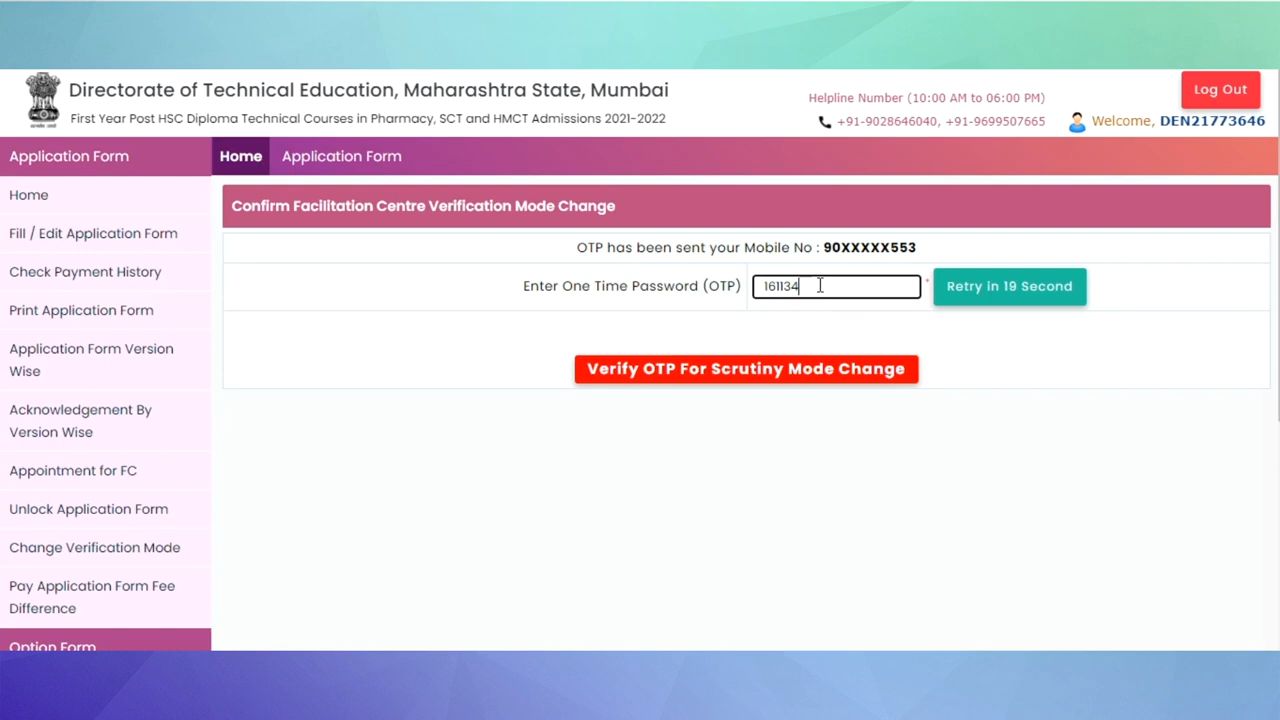 Directorate of Technical Education, Maharashtra State, Mumbai
First Year Post HSC Diploma Technical Courses in Pharmacy, SCT and HMCT Admissions 2021-2022
Helpline Number (10:00 AM to 06:00 PM)
+91-9028646040, +91-9699507665
Log Out
Welcome, DEN21773646
Application Form
Home
Application Form
Home
Fill / Edit Application Form
Check Payment History
Print Application Form
Application Form Version
Wise
Acknowledgement By
Version Wise
Appointment for FC
Unlock Application Form
Change Verification Mode
Pay Application Form Fee
Difference
Option Form
Confirm Facilitation Centre Verification Mode Change
OTP has been sent your Mobile No : 90XXXXX553
Enter One Time Password (OTP)
161134
*
Retry in 19 Second
Verify OTP For Scrutiny Mode Change